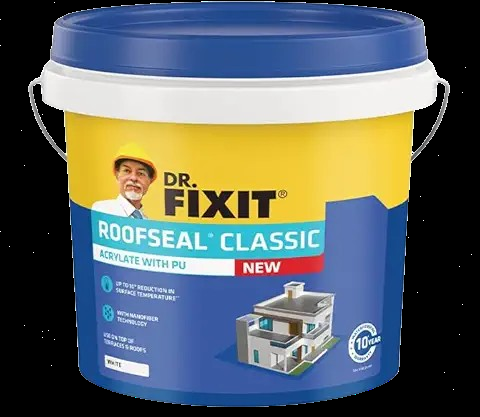 DR.
FIXIT®
ROOFSEAL® CLASSIC
ACRYLATE WITH PU
NEW
UP TO 15° REDUCTION IN
SURFACE TEMPERATURE**
WITH NANOFIBER
TECHNOLOGY
USE ON TOP OF
TERRACES & ROOFS
WHITE
10 YEAR